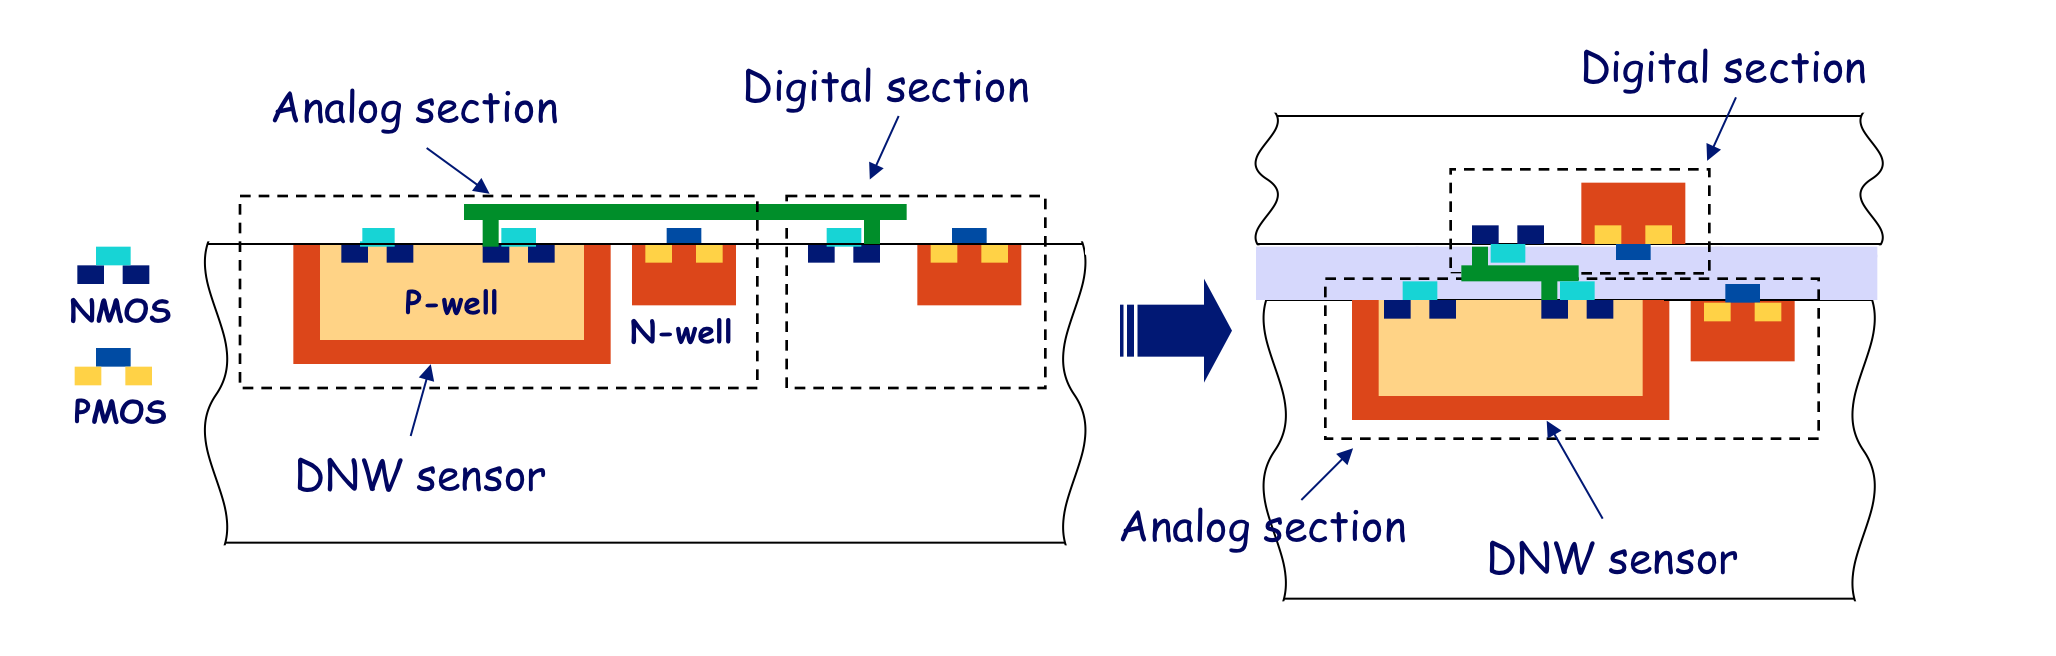 Analog section
Digital section
NMOS
PMOS
P-well
N-well
DNW sensor
Digital section
Analog section
DNW sensor